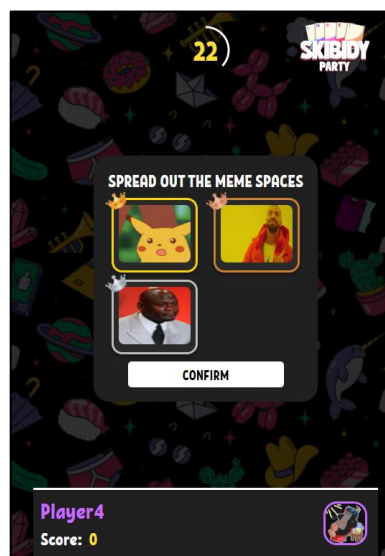 22
SKIBIDY
PARTY
SPREAD OUT THE MEME SPACES
CONFIRM
Player4
Score: 0